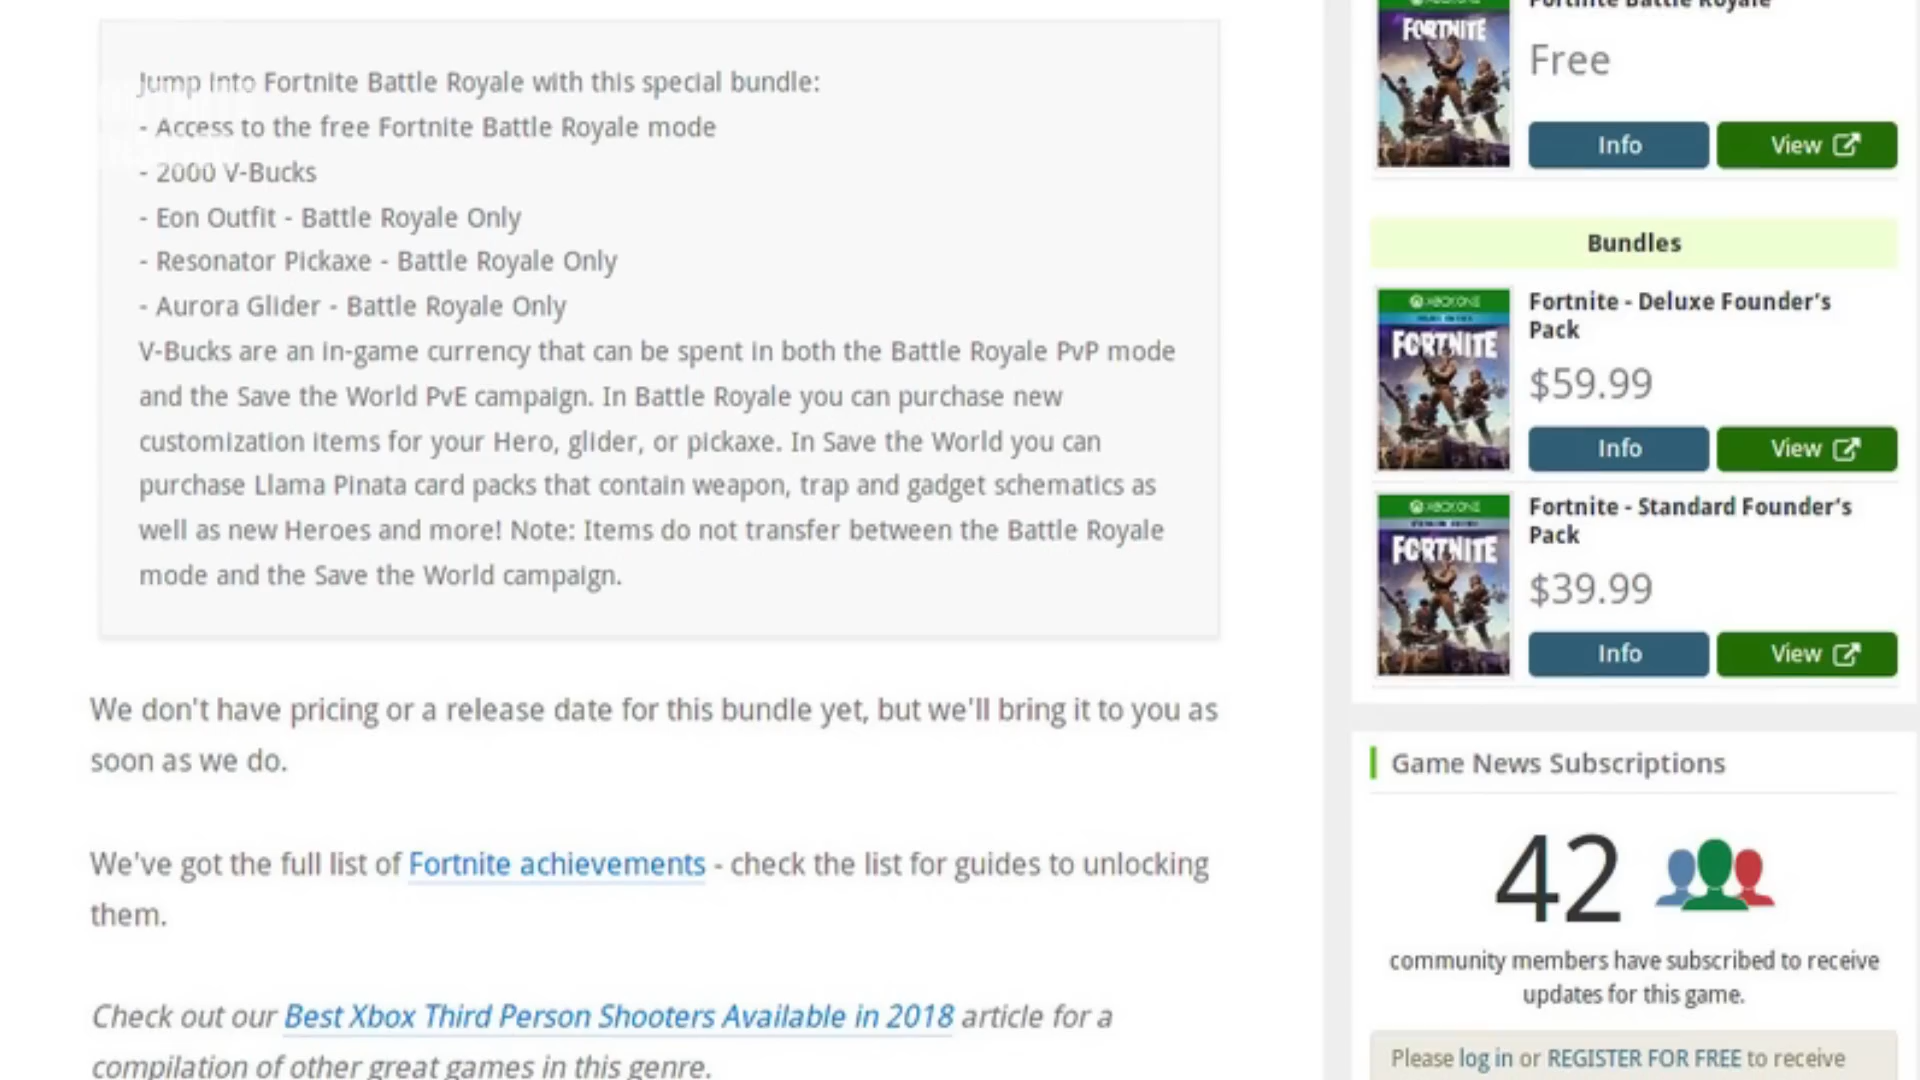 Jump into Fortnite Battle Royale with this special bundle:
- Access to the free Fortnite Battle Royale mode
- 2000 V-Bucks
- Eon Outfit - Battle Royale Only
- Resonator Pickaxe - Battle Royale Only
- Aurora Glider - Battle Royale Only
V-Bucks are an in-game currency that can be spent in both the Battle Royale PvP mode
and the Save the World PvE campaign. In Battle Royale you can purchase new
customization items for your Hero, glider, or pickaxe. In Save the World you can
purchase Llama Pinata card packs that contain weapon, trap and gadget schematics as
well as new Heroes and more! Note: Items do not transfer between the Battle Royale
mode and the Save the World campaign.
We don't have pricing or a release date for this bundle yet, but we'll bring it to you as
soon as we do.
We've got the full list of Fortnite achievements - check the list for guides to unlocking
them.
Check out our Best Xbox Third Person Shooters Available in 2018 article for a
compilation of other great games in this genre.
Fortnite Battle Royale
FORTNITE
Free
Info
View
Bundles
XBOX ONE
FORTNITE
Fortnite - Deluxe Founder's
Pack
$59.99
Info
View
XBOX ONE
FORTNITE
Fortnite - Standard Founder's
Pack
$39.99
Info
View
Game News Subscriptions
42
community members have subscribed to receive
updates for this game.
Please log in or REGISTER FOR FREE to receive